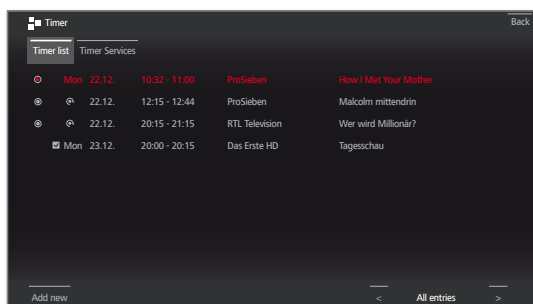 Timer
Back
Timer list Timer Services
Mon 22.12. 10:32 - 11:00 ProSieben How I Met Your Mother
22.12. 12:15 - 12:44 ProSieben Malcolm mittendrin
22.12. 20:15 - 21:15 RTL Television Wer wird Millionär?
Mon 23.12. 20:00 - 20:15 Das Erste HD Tagesschau
Add new < All entries >